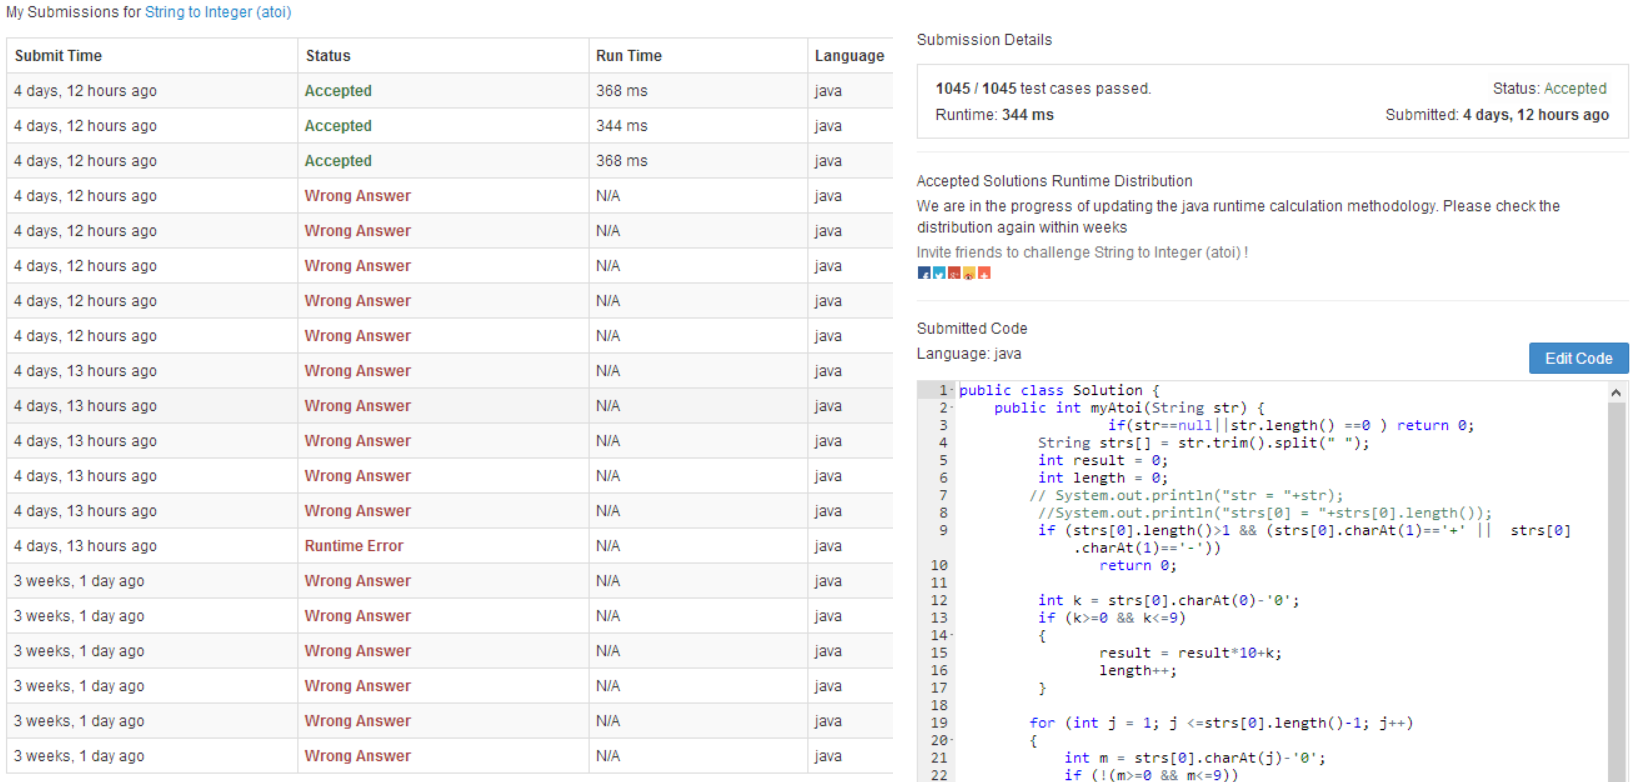 My Submissions for String to Integer (atoi)
Submit Time Status Run Time Language
4 days, 12 hours ago Accepted 368 ms java
4 days, 12 hours ago Accepted 344 ms java
4 days, 12 hours ago Accepted 368 ms java
4 days, 12 hours ago Wrong Answer N/A java
4 days, 12 hours ago Wrong Answer N/A java
4 days, 12 hours ago Wrong Answer N/A java
4 days, 12 hours ago Wrong Answer N/A java
4 days, 12 hours ago Wrong Answer N/A java
4 days, 13 hours ago Wrong Answer N/A java
4 days, 13 hours ago Wrong Answer N/A java
4 days, 13 hours ago Wrong Answer N/A java
4 days, 13 hours ago Wrong Answer N/A java
4 days, 13 hours ago Wrong Answer N/A java
4 days, 13 hours ago Runtime Error N/A java
3 weeks, 1 day ago Wrong Answer N/A java
3 weeks, 1 day ago Wrong Answer N/A java
3 weeks, 1 day ago Wrong Answer N/A java
3 weeks, 1 day ago Wrong Answer N/A java
3 weeks, 1 day ago Wrong Answer N/A java
3 weeks, 1 day ago Wrong Answer N/A java
Submission Details
1045 / 1045 test cases passed. Status: Accepted
Runtime: 344 ms Submitted: 4 days, 12 hours ago
Accepted Solutions Runtime Distribution
We are in the progress of updating the java runtime calculation methodology. Please check the
distribution again within weeks
Invite friends to challenge String to Integer (atoi) !
Submitted Code
Language: java
Edit Code
1 public class Solution {
2 public int myAtoi(String str) {
3 if(str==null||str.length() ==0 ) return 0;
4 String strs[] = str.trim().split(" ");
5 int result = 0;
6 int length = 0;
7 // System.out.println("str = "+str);
8 //System.out.println("strs[0] = "+strs[0].length());
9 if (strs[0].length()>1 && (strs[0].charAt(1)=='+' || strs[0]
.charAt(1)=='-'))
10 return 0;
11
12 int k = strs[0].charAt(0)-'0';
13 if (k>=0 && k<=9)
14 {
15 result = result*10+k;
16 length++;
17 }
18
19 for (int j = 1; j <=strs[0].length()-1; j++)
20 {
21 int m = strs[0].charAt(j)-'0';
22 if (!(m>=0 && m<=9))